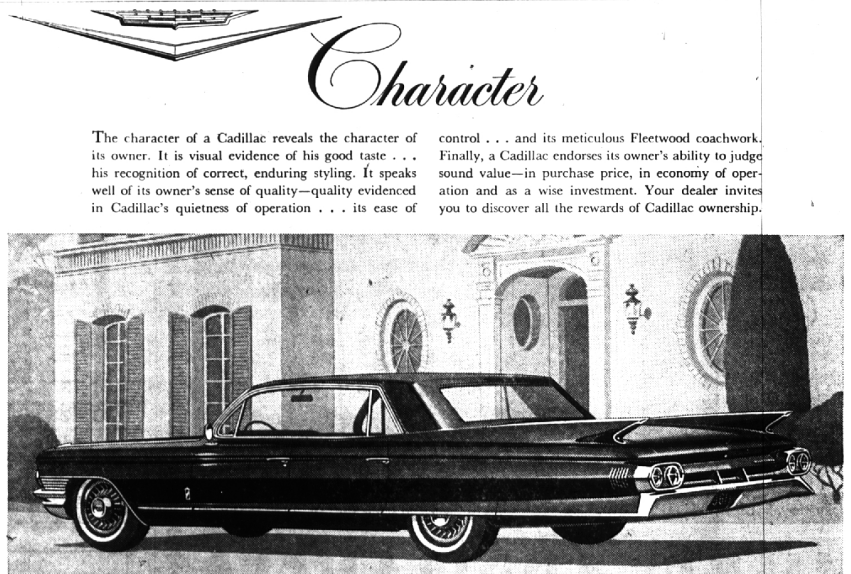 Character
The character of a Cadillac reveals the character of
its owner. It is visual evidence of his good taste . . .
his recognition of correct, enduring styling. It speaks
well of its owner's sense of quality—quality evidenced
in Cadillac's quietness of operation . . . its ease of
control . . . and its meticulous Fleetwood coachwork.
Finally, a Cadillac endorses its owner's ability to judge
sound value—in purchase price, in economy of oper-
ation and as a wise investment. Your dealer invites
you to discover all the rewards of Cadillac ownership.